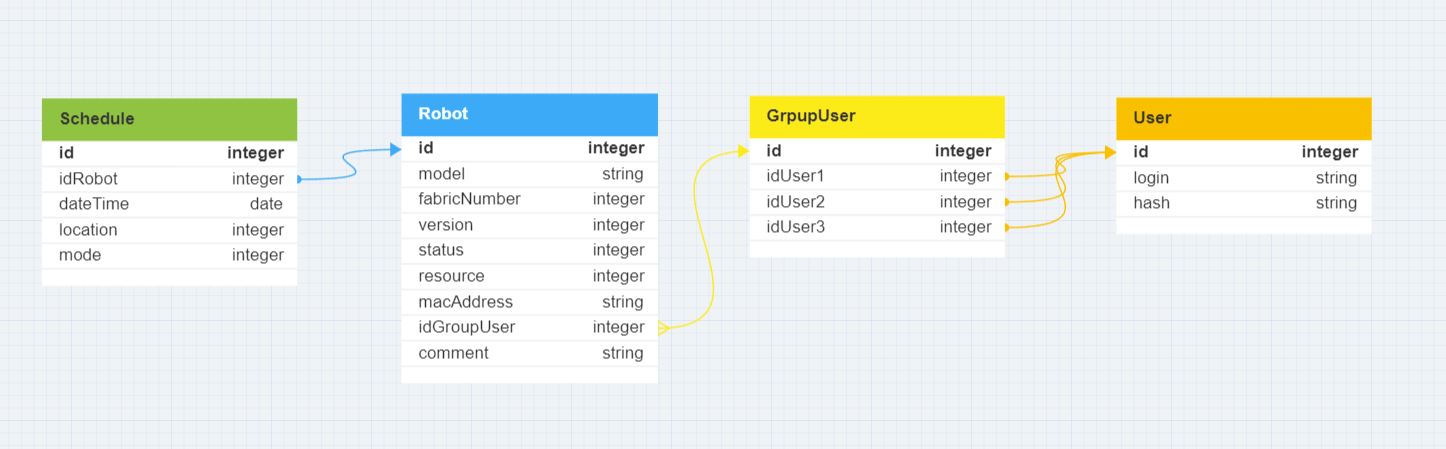 Schedule
id integer
idRobot integer
dateTime date
location integer
mode integer
Robot
id integer
model string
fabricNumber integer
version integer
status integer
resource integer
macAddress string
idGroupUser integer
comment string
GrpupUser
id integer
idUser1 integer
idUser2 integer
idUser3 integer
User
id integer
login string
hash string